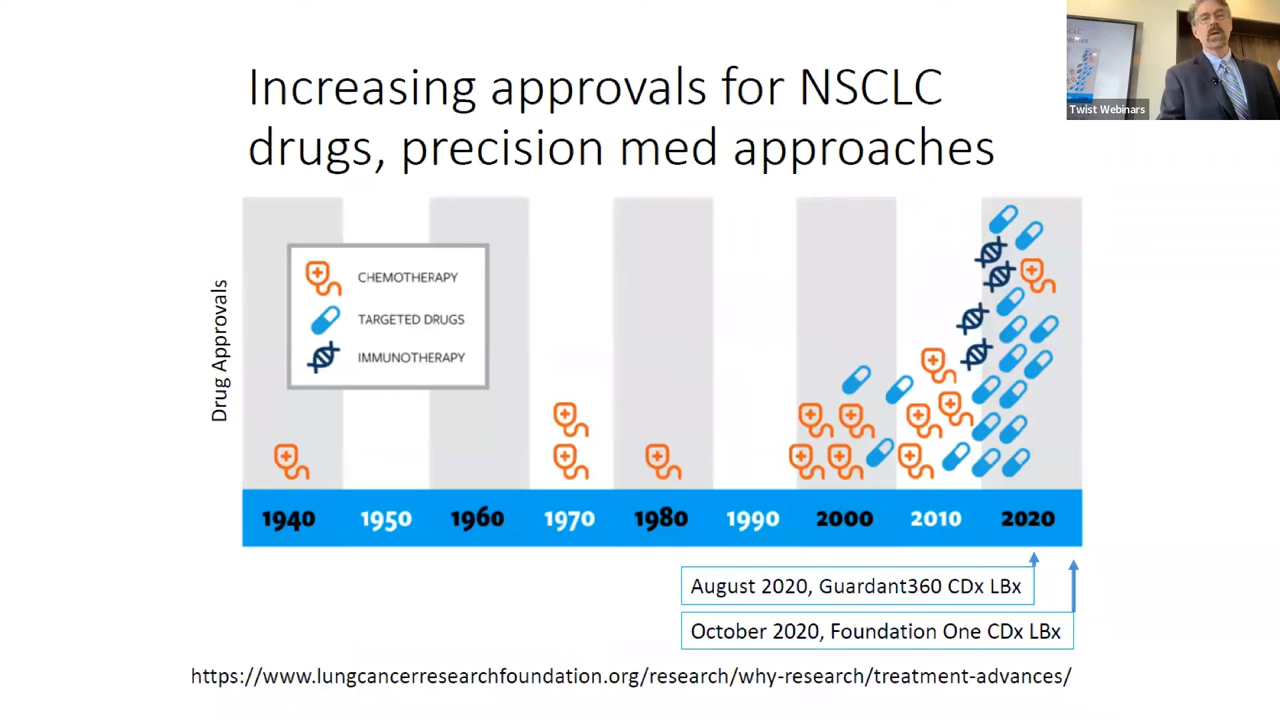 Increasing approvals for NSCLC
drugs, precision med approaches
Twist Webinars
Drug Approvals
CHEMOTHERAPY
TARGETED DRUGS
IMMUNOTHERAPY
1940 1950 1960 1970 1980 1990 2000 2010 2020
August 2020, Guardant360 CDx LBx
October 2020, Foundation One CDx LBx
https://www.lungcancerresearchfoundation.org/research/why-research/treatment-advances/